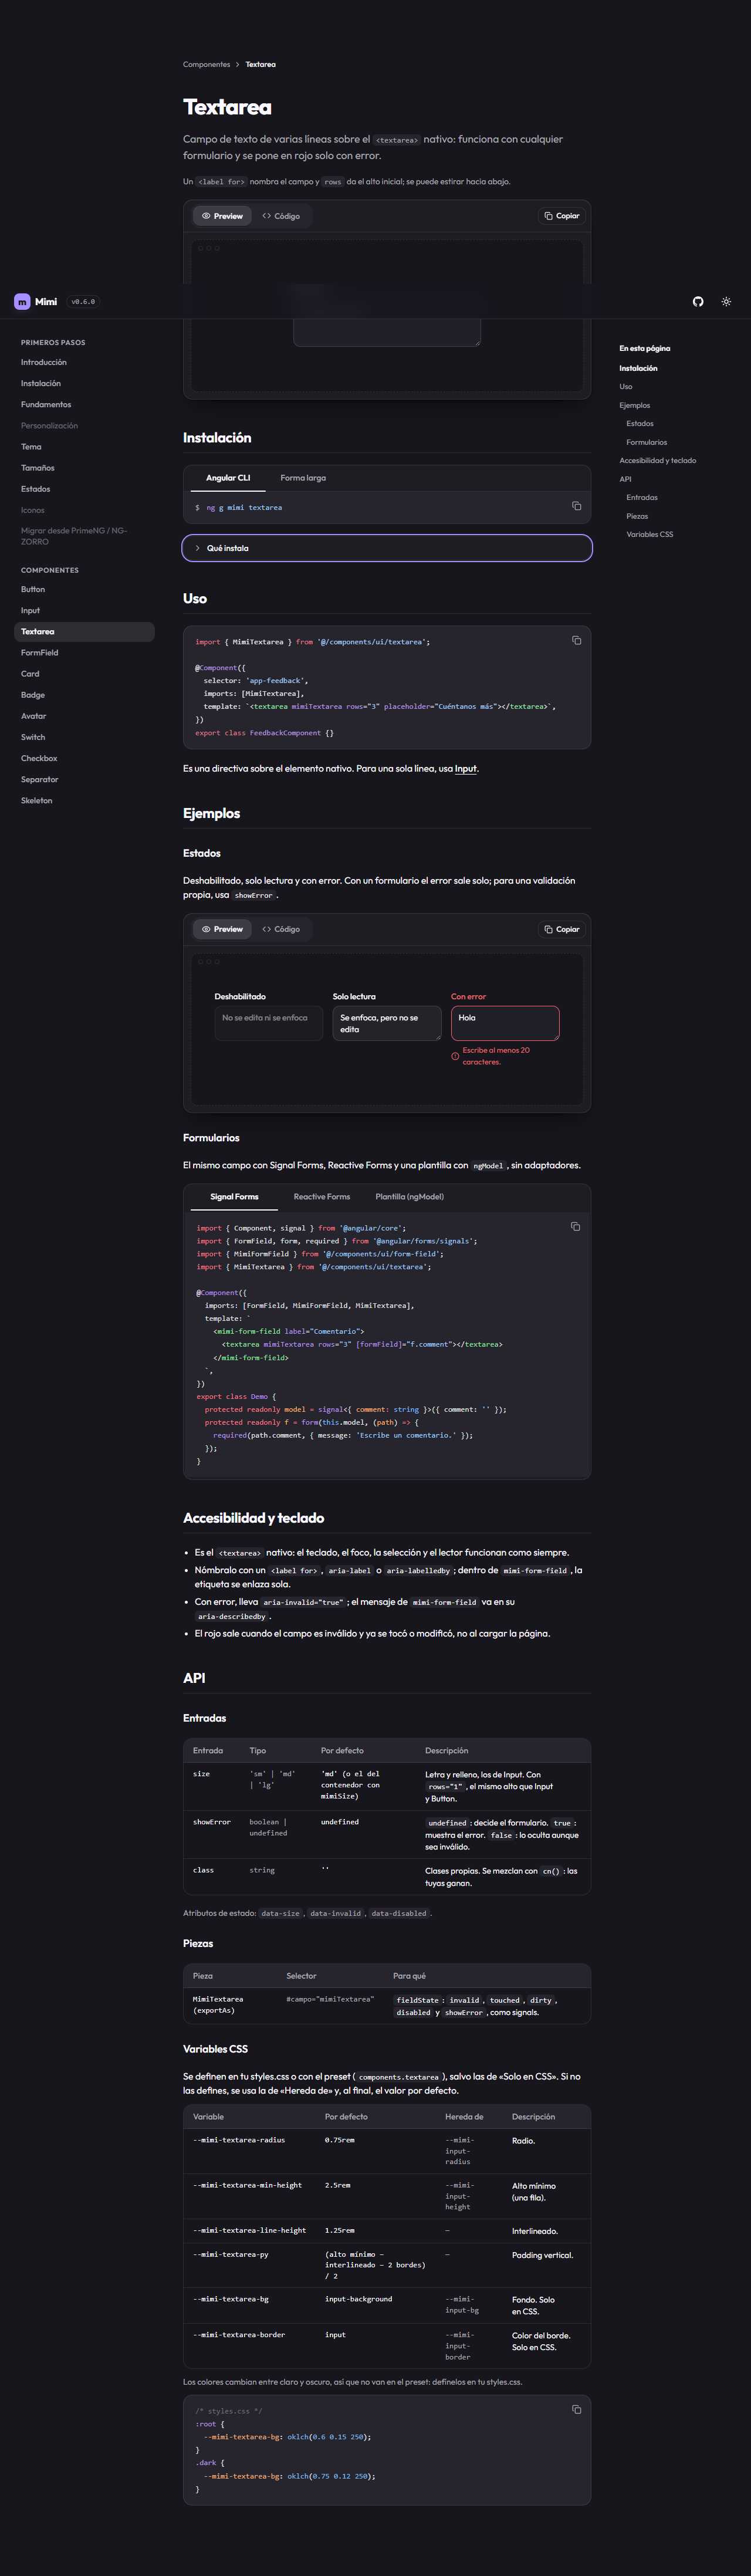 Componentes > Textarea
Textarea
Campo de texto de varias líneas sobre el <textarea> nativo: funciona con cualquier
formulario y se pone en rojo solo con error.
Un <label for> nombra el campo y rows da el alto inicial; se puede estirar hacia abajo.
Preview
Código
Copiar
m Mimi v0.6.0
PRIMEROS PASOS
Introducción
Instalación
Fundamentos
Personalización
Tema
Tamaños
Estados
Iconos
Migrar desde PrimeNG / NG-
ZORRO
COMPONENTES
Button
Input
Textarea
FormField
Card
Badge
Avatar
Switch
Checkbox
Separator
Skeleton
En esta página
Instalación
Uso
Ejemplos
Estados
Formularios
Accesibilidad y teclado
API
Entradas
Piezas
Variables CSS
Instalación
Angular CLI
Forma larga
$ ng g mimi textarea
Qué instala
Uso
import { MimiTextarea } from '@/components/ui/textarea';
@Component({
selector: 'app-feedback',
imports: [MimiTextarea],
template: `<textarea mimiTextarea rows="3" placeholder="Cuéntanos más"></textarea>`,
})
export class FeedbackComponent {}
Es una directiva sobre el elemento nativo. Para una sola línea, usa Input.
Ejemplos
Estados
Deshabilitado, solo lectura y con error. Con un formulario el error sale solo; para una validación
propia, usa showError.
Preview
Código
Copiar
Deshabilitado
No se edita ni se enfoca
Solo lectura
Se enfoca, pero no se
edita
Con error
Hola
Escribe al menos 20
caracteres.
Formularios
El mismo campo con Signal Forms, Reactive Forms y una plantilla con ngModel, sin adaptadores.
Signal Forms
Reactive Forms
Plantilla (ngModel)
import { Component, signal } from '@angular/core';
import { FormField, form, required } from '@angular/forms/signals';
import { MimiFormField } from '@/components/ui/form-field';
import { MimiTextarea } from '@/components/ui/textarea';
@Component({
imports: [FormField, MimiFormField, MimiTextarea],
template: `
<mimi-form-field label="Comentario">
<textarea mimiTextarea rows="3" [formField]="f.comment"></textarea>
</mimi-form-field>
`,
})
export class Demo {
protected readonly model = signal<{ comment: string }>({ comment: '' });
protected readonly f = form(this.model, (path) => {
required(path.comment, { message: 'Escribe un comentario.' });
});
}
Accesibilidad y teclado
• Es el <textarea> nativo: el teclado, el foco, la selección y el lector funcionan como siempre.
• Nómbralo con un <label for>, aria-label o aria-labelledby; dentro de mimi-form-field, la
etiqueta se enlaza sola.
• Con error, lleva aria-invalid="true"; el mensaje de mimi-form-field va en su
aria-describedby.
• El rojo sale cuando el campo es inválido y ya se tocó o modificó, no al cargar la página.
API
Entradas
Entrada Tipo Por defecto Descripción
size
'sm' | 'md'
| 'lg'
'md' (o el del
contenedor con
mimiSize)
Letra y relleno, los de Input. Con
rows="1", el mismo alto que Input
y Button.
showError
boolean |
undefined
undefined
undefined: decide el formulario. true:
muestra el error. false: lo oculta aunque
sea inválido.
class
string
''
Clases propias. Se mezclan con cn(): las
tuyas ganan.
Atributos de estado: data-size, data-invalid, data-disabled.
Piezas
Pieza Selector Para qué
MimiTextarea
(exportAs)
#campo="mimiTextarea"
fieldState: invalid, touched, dirty,
disabled y showError, como signals.
Variables CSS
Se definen en tu styles.css o con el preset (components.textarea), salvo las de «Solo en CSS». Si no
las defines, se usa la de «Hereda de» y, al final, el valor por defecto.
Variable Por defecto Hereda de Descripción
--mimi-textarea-radius
0.75rem
--mimi-
input-
radius
Radio.
--mimi-textarea-min-height
2.5rem
--mimi-
input-
height
Alto mínimo
(una fila).
--mimi-textarea-line-height
1.25rem
—
Interlineado.
--mimi-textarea-py
(alto mínimo −
interlineado − 2 bordes)
/ 2
—
Padding vertical.
--mimi-textarea-bg
input-background
--mimi-
input-bg
Fondo. Solo
en CSS.
--mimi-textarea-border
input
--mimi-
input-
border
Color del borde.
Solo en CSS.
Los colores cambian entre claro y oscuro, así que no van en el preset: defínelos en tu styles.css.
/* styles.css */
:root {
--mimi-textarea-bg: oklch(0.6 0.15 250);
}
.dark {
--mimi-textarea-bg: oklch(0.75 0.12 250);
}